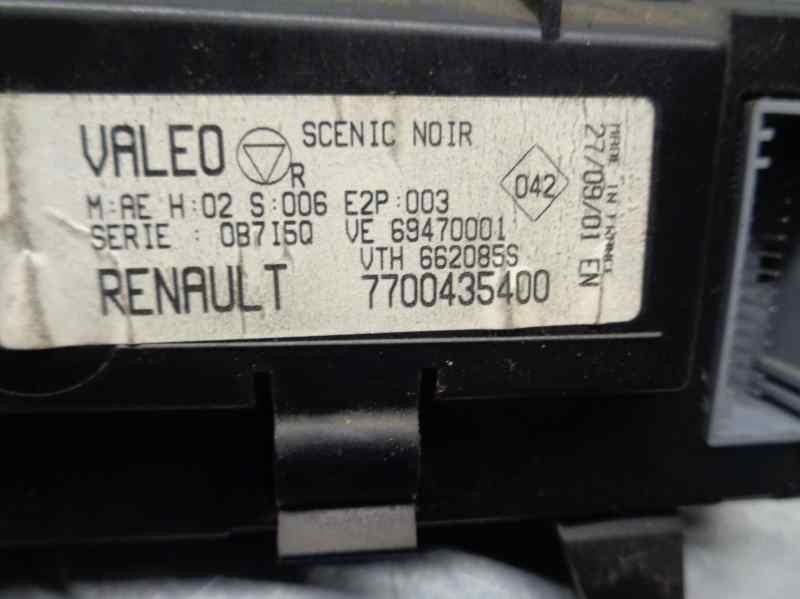 VALEO R SCENIC NOIR
M:AE H:02 S:006 E2P:003
SERIE : 0B7I5Q VE 69470001
VTH 662085S
RENAULT 7700435400
042
27/09/01 EN
MADE IN FRANCE